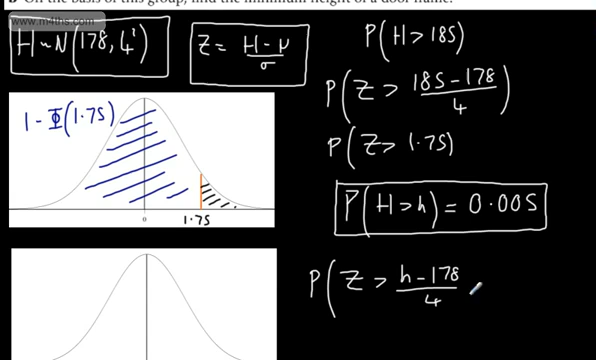 b On the basis of this group, find the minimum height of a door frame?
www.m4ths.com
H ~ N(178, 4²)
Z = H - μ / σ
P(H > 185)
P(Z > 185 - 178 / 4)
P(Z > 1.75)
1 - Φ(1.75)
0
1.75
P(H > h) = 0.005
P(Z > h - 178 / 4